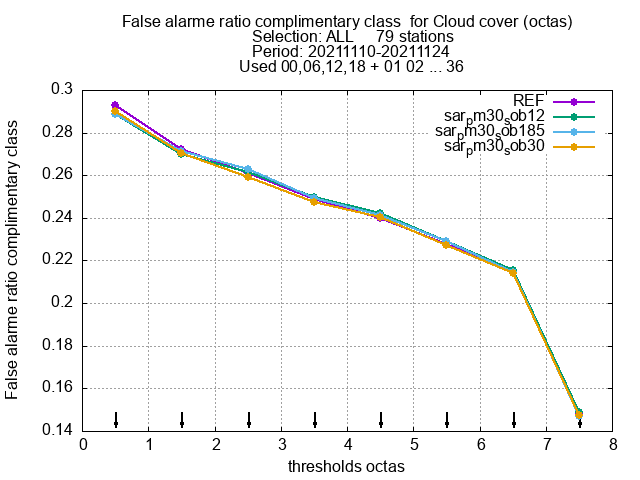 False alarme ratio complimentary class  for Cloud cover (octas)
Selection: ALL     79 stations
Period: 20211110-20211124
Used 00,06,12,18 + 01 02 ... 36
False alarme ratio complimentary class
0.3
0.28
0.26
0.24
0.22
0.2
0.18
0.16
0.14
REF
sarpm30sob12
sarpm30sob185
sarpm30sob30
0 1 2 3 4 5 6 7 8
thresholds octas